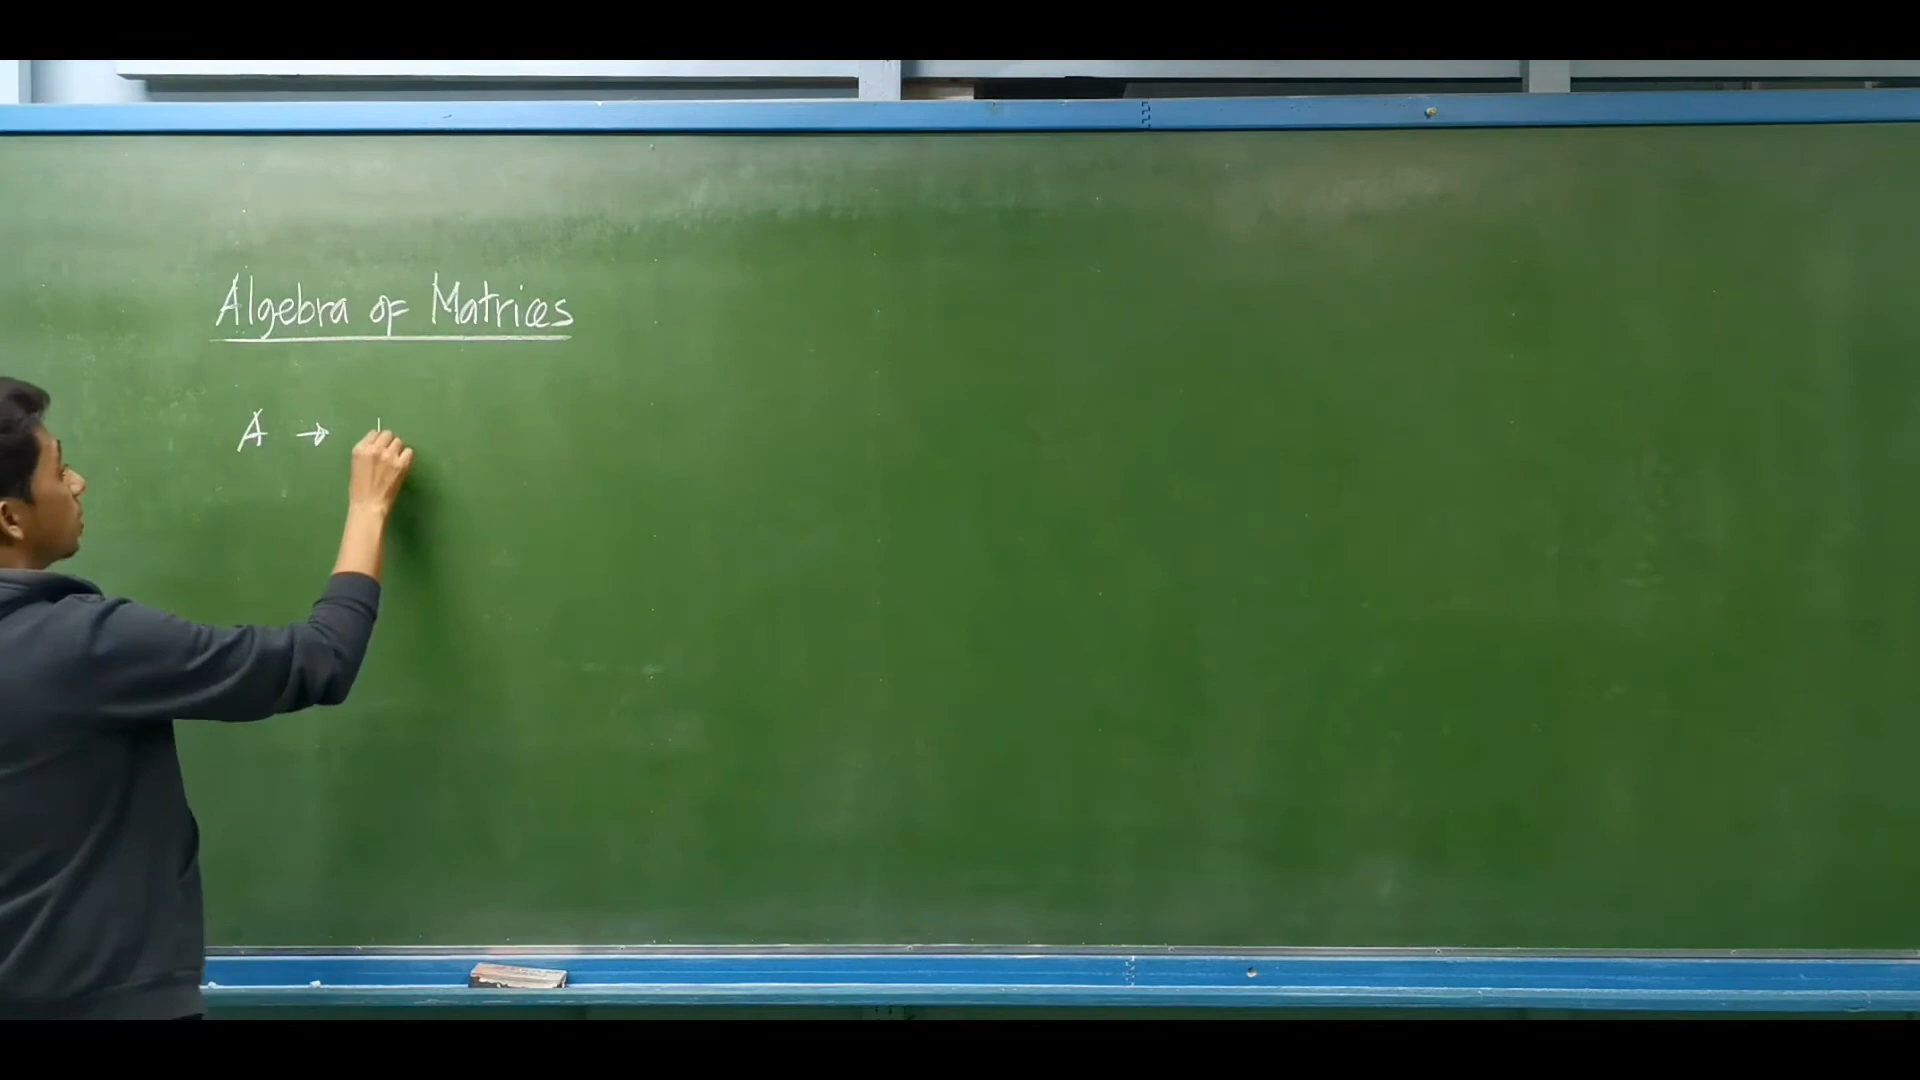 Algebra of Matrices
A →